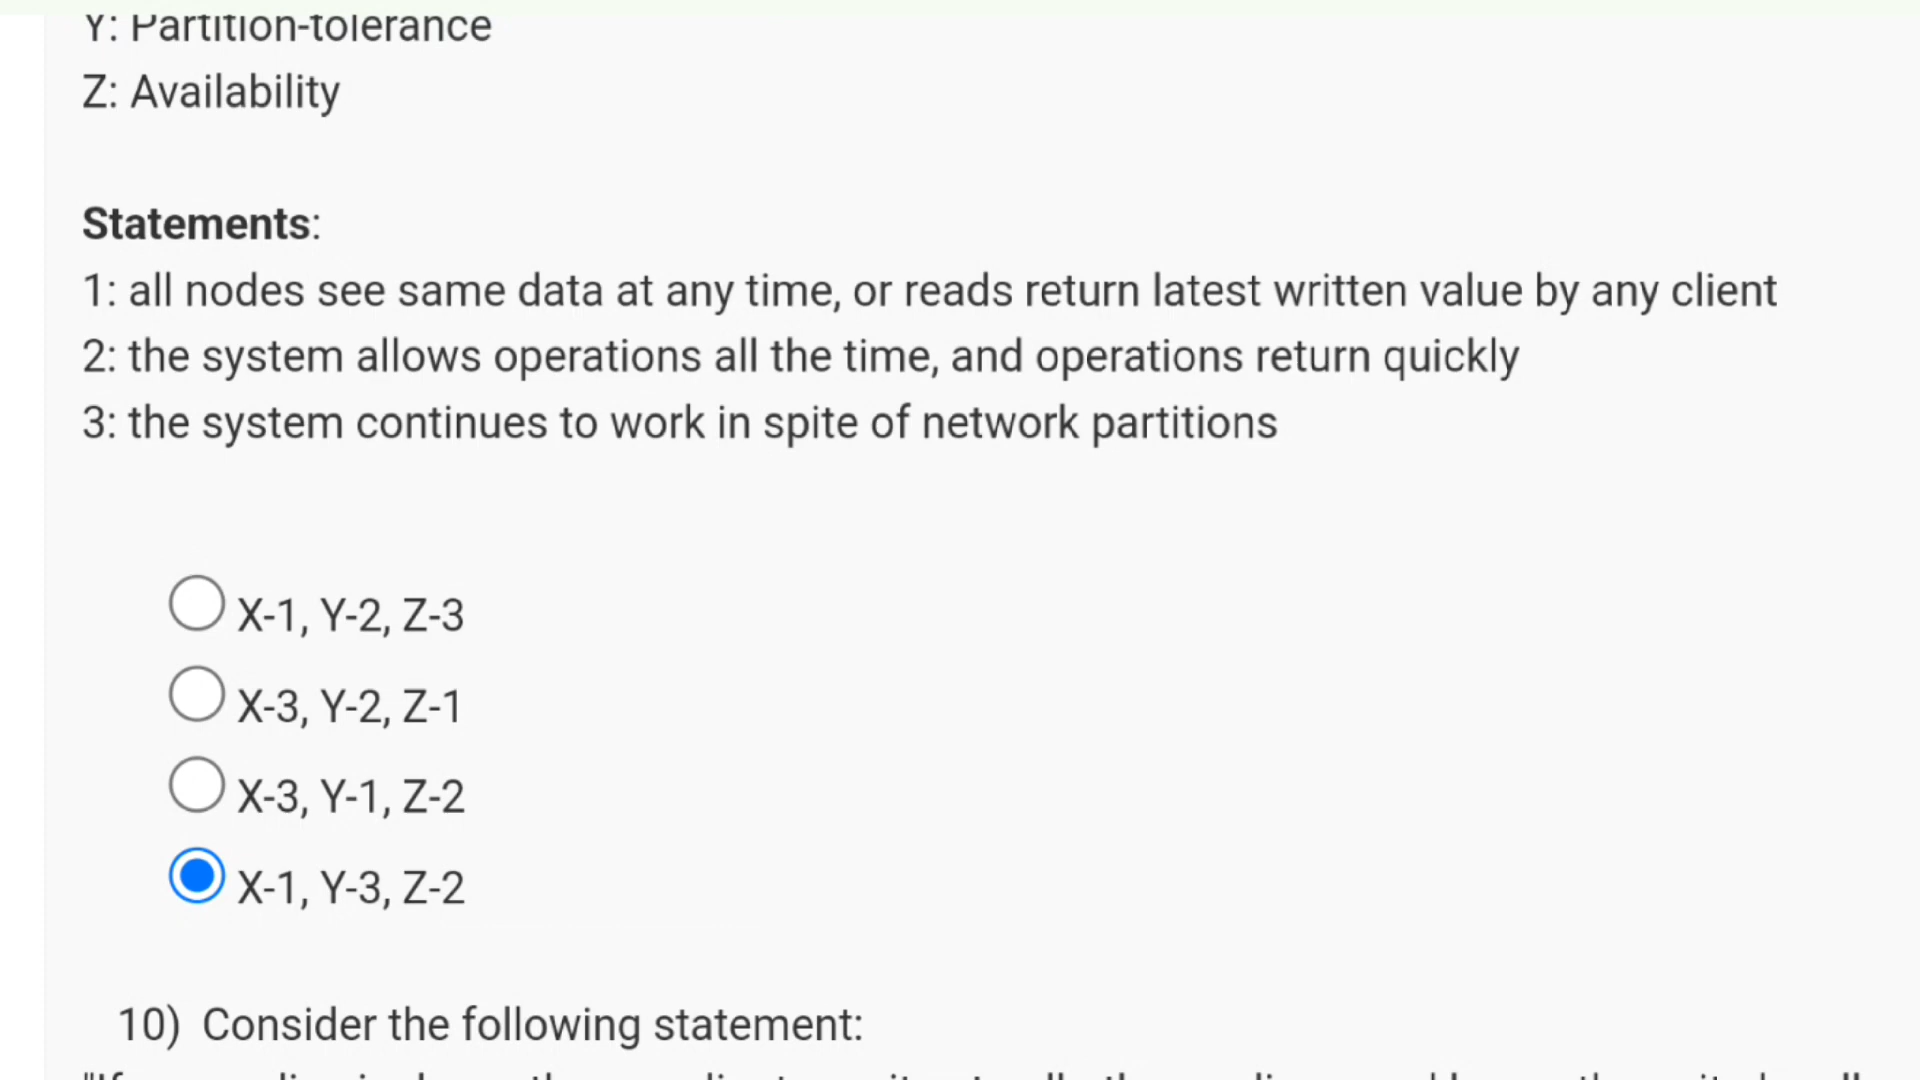 Y: Partition-tolerance
Z: Availability
Statements:
1: all nodes see same data at any time, or reads return latest written value by any client
2: the system allows operations all the time, and operations return quickly
3: the system continues to work in spite of network partitions
X-1, Y-2, Z-3
X-3, Y-2, Z-1
X-3, Y-1, Z-2
X-1, Y-3, Z-2
10) Consider the following statement: